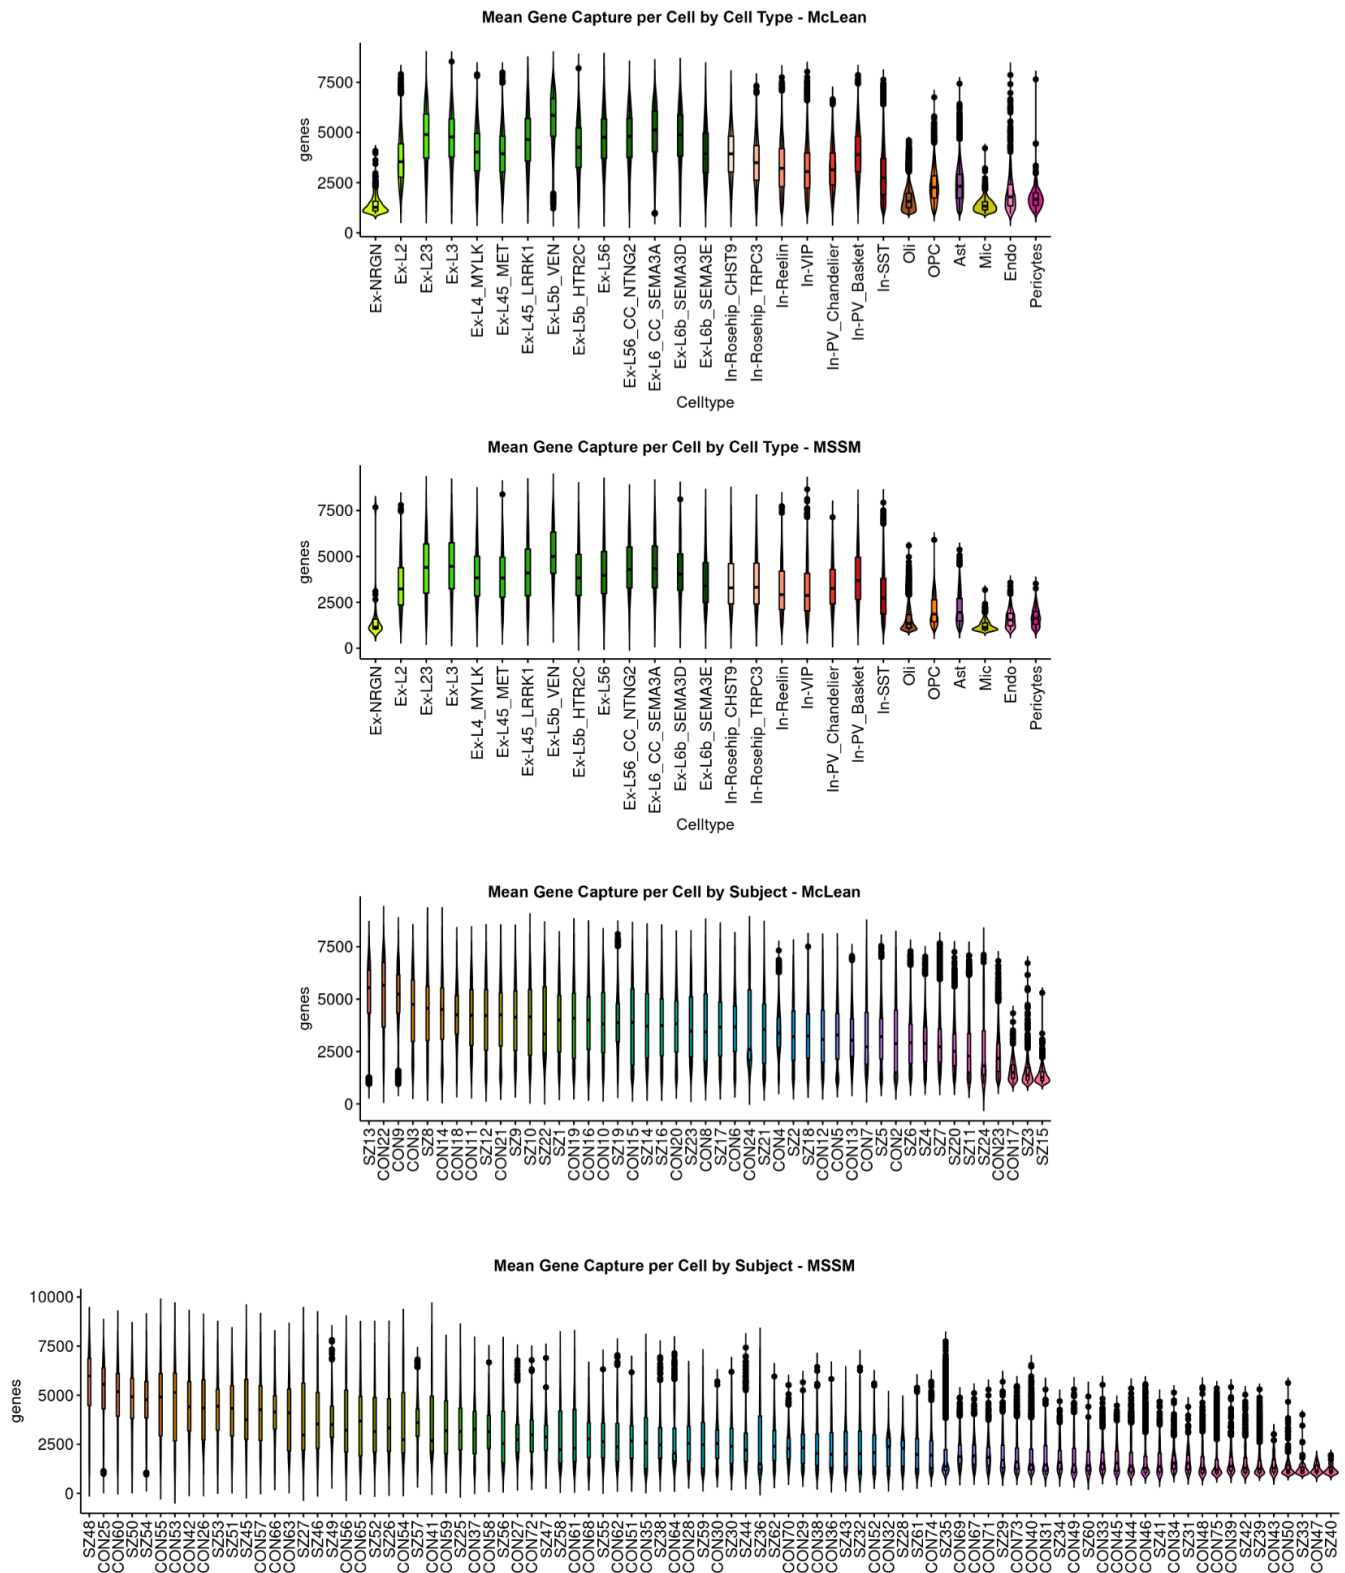 Mean Gene Capture per Cell by Cell Type - McLean
genes
7500
5000
2500
0
Ex-NRGN
Ex-L2
Ex-L23
Ex-L3
Ex-L4_MYLK
Ex-L45_MET
Ex-L45_LRRK1
Ex-L5b_VEN
Ex-L5b_HTR2C
Ex-L56
Ex-L56_CC_NTNG2
Ex-L6_CC_SEMA3A
Ex-L6b_SEMA3D
Ex-L6b_SEMA3E
In-Rosehip_CHST9
In-Rosehip_TRPC3
In-Reelin
In-VIP
In-PV_Chandelier
In-PV_Basket
In-SST
Oli
OPC
Ast
Mic
Endo
Pericytes
Celltype
Mean Gene Capture per Cell by Cell Type - MSSM
genes
7500
5000
2500
0
Ex-NRGN
Ex-L2
Ex-L23
Ex-L3
Ex-L4_MYLK
Ex-L45_MET
Ex-L45_LRRK1
Ex-L5b_VEN
Ex-L5b_HTR2C
Ex-L56
Ex-L56_CC_NTNG2
Ex-L6_CC_SEMA3A
Ex-L6b_SEMA3D
Ex-L6b_SEMA3E
In-Rosehip_CHST9
In-Rosehip_TRPC3
In-Reelin
In-VIP
In-PV_Chandelier
In-PV_Basket
In-SST
Oli
OPC
Ast
Mic
Endo
Pericytes
Celltype
Mean Gene Capture per Cell by Subject - McLean
genes
7500
5000
2500
0
SZ13
CON22
CON9
CON3
SZ8
CON14
CON18
CON11
SZ12
CON21
SZ9
SZ10
SZ22
SZ1
CON19
CON16
CON10
SZ19
CON15
SZ14
SZ16
CON20
SZ23
CON8
SZ17
CON6
CON24
SZ21
CON4
SZ2
SZ18
CON12
CON5
CON13
CON7
SZ5
CON2
SZ6
SZ4
SZ7
SZ20
SZ11
SZ24
CON23
CON17
SZ3
SZ15
Mean Gene Capture per Cell by Subject - MSSM
genes
10000
7500
5000
2500
0
SZ48
CON25
CON60
SZ50
SZ54
CON55
CON53
CON42
CON26
SZ53
SZ51
SZ45
CON57
CON66
CON63
SZ27
SZ46
SZ49
CON56
CON65
SZ52
SZ26
CON54
SZ57
CON41
CON59
SZ25
CON37
CON58
SZ56
CON27
CON72
SZ47
SZ58
CON61
CON68
SZ55
CON62
CON51
CON35
SZ38
CON64
CON28
SZ59
CON30
SZ30
SZ44
SZ36
SZ62
CON70
CON29
CON38
CON36
SZ43
SZ32
CON52
CON32
SZ28
SZ61
CON74
SZ35
CON69
CON67
CON71
SZ29
CON73
CON40
CON31
SZ34
CON49
SZ60
CON33
CON45
CON44
CON46
SZ41
CON34
SZ31
CON48
CON75
CON39
SZ42
SZ39
CON43
CON50
SZ33
CON47
SZ40